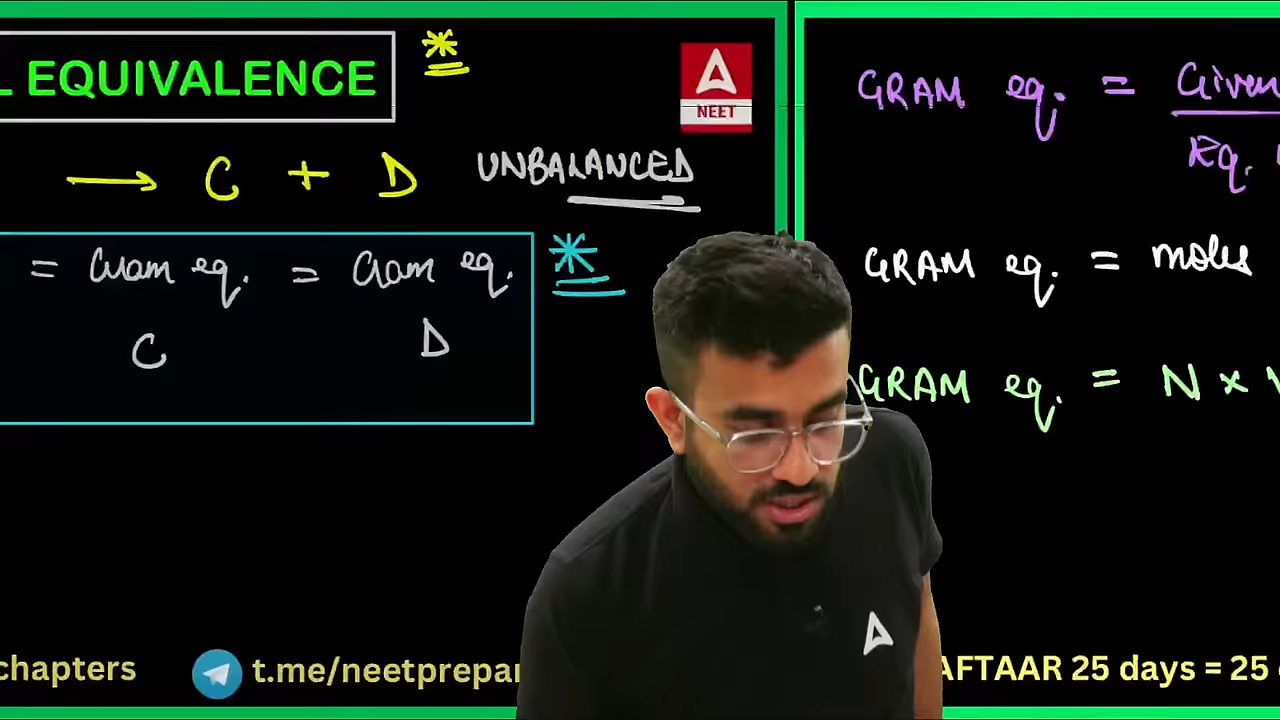 L EQUIVALENCE
NEET
→ C + D UNBALANCED
= Gram eq. = Gram eq.
C D
GRAM eq. = Given
Eq.
GRAM eq. = moles
GRAM eq. = N ×
chapters
t.me/neetprepar
AFTAAR 25 days = 25